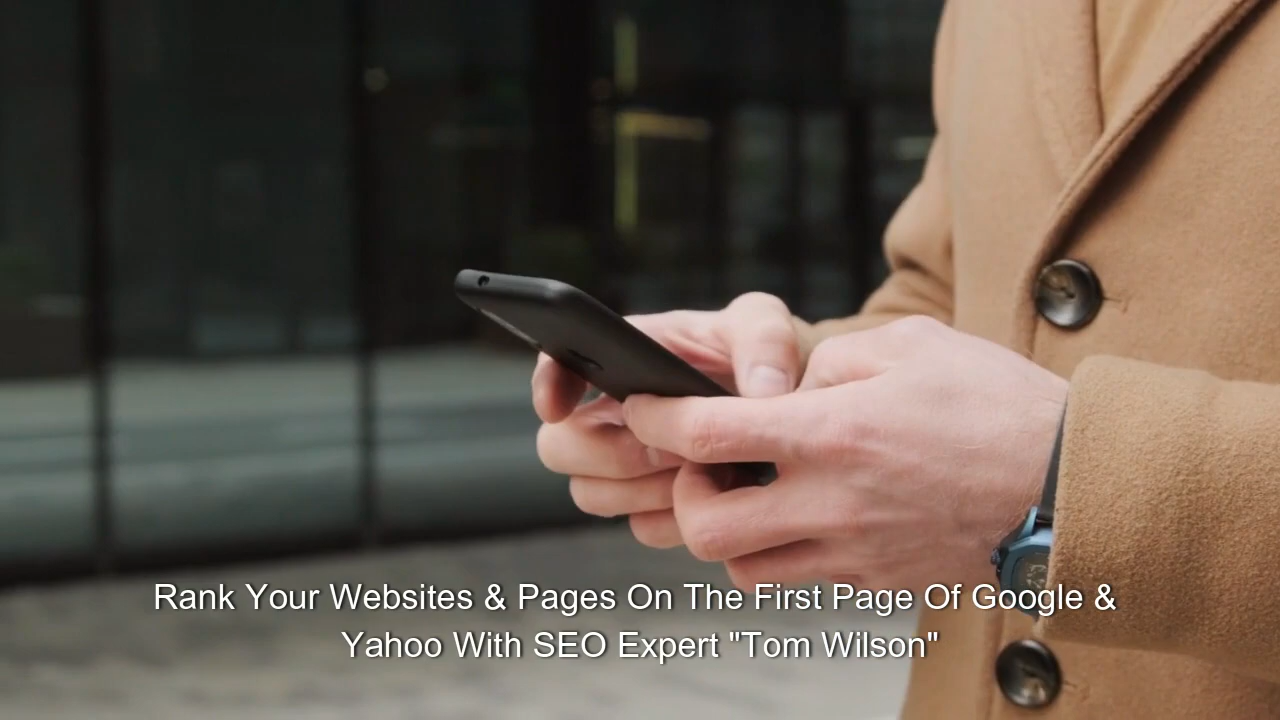 Rank Your Websites & Pages On The First Page Of Google &
Yahoo With SEO Expert "Tom Wilson"